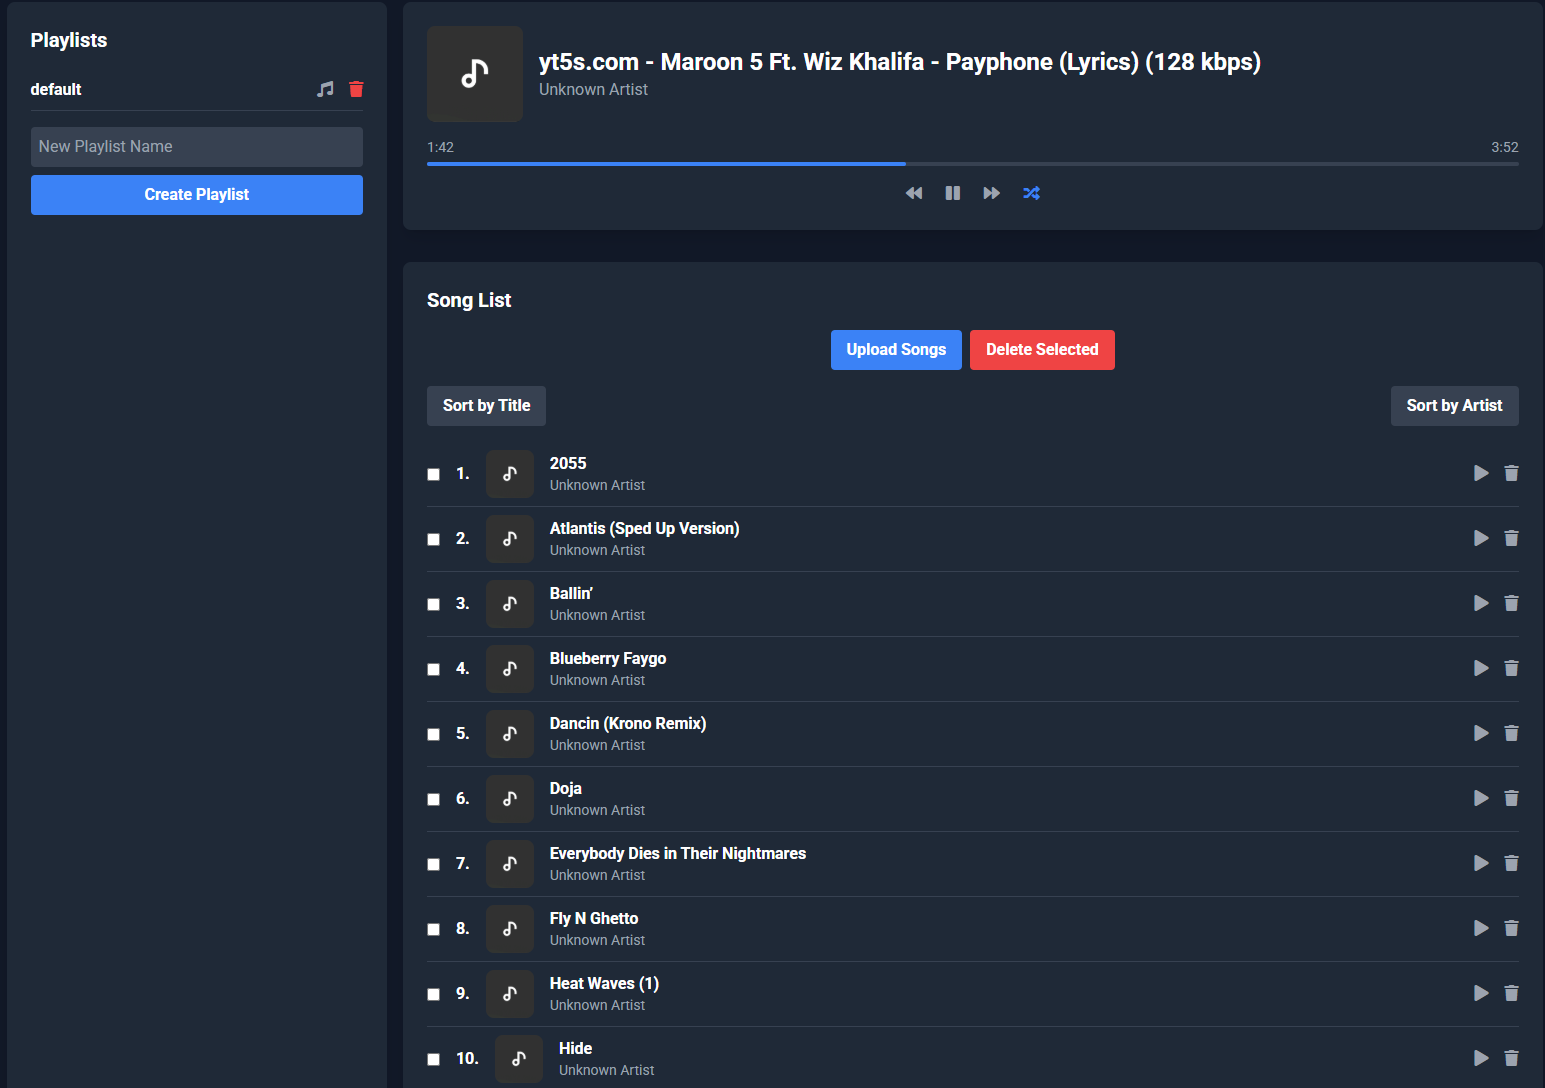 Playlists
default
New Playlist Name
Create Playlist
yt5s.com - Maroon 5 Ft. Wiz Khalifa - Payphone (Lyrics) (128 kbps)
Unknown Artist
1:42
3:52
Song List
Upload Songs
Delete Selected
Sort by Title
Sort by Artist
1.
2055
Unknown Artist
2.
Atlantis (Sped Up Version)
Unknown Artist
3.
Ballin’
Unknown Artist
4.
Blueberry Faygo
Unknown Artist
5.
Dancin (Krono Remix)
Unknown Artist
6.
Doja
Unknown Artist
7.
Everybody Dies in Their Nightmares
Unknown Artist
8.
Fly N Ghetto
Unknown Artist
9.
Heat Waves (1)
Unknown Artist
10.
Hide
Unknown Artist